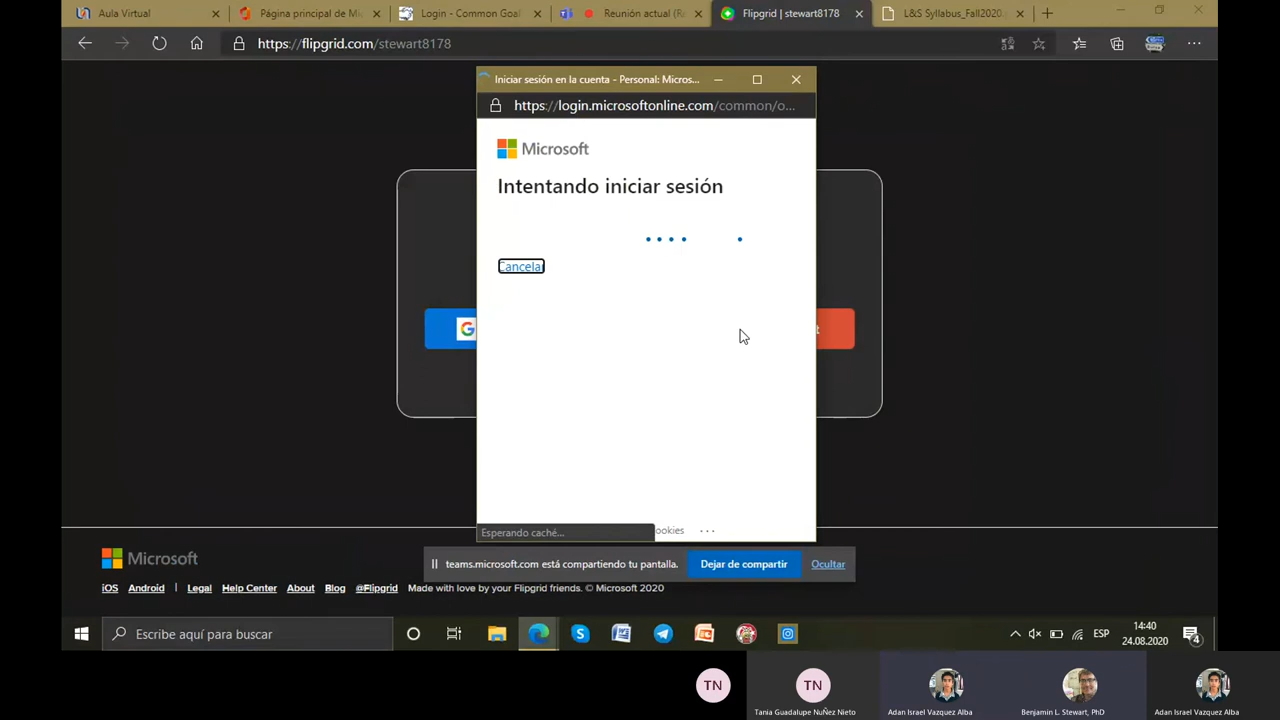 Aula Virtual
Página principal de Mi
Login - Common Goal
Reunión actual (Re
Flipgrid | stewart8178
L&S Syllabus_Fall2020
https://flipgrid.com/stewart8178
Iniciar sesión en la cuenta - Personal: Micros...
https://login.microsoftonline.com/common/o...
Microsoft
Intentando iniciar sesión
Cancelar
G
t
Esperando caché...
ookies
...
Microsoft
teams.microsoft.com está compartiendo tu pantalla.
Dejar de compartir
Ocultar
iOS
Android
Legal
Help Center
About
Blog
@Flipgrid
Made with love by your Flipgrid friends. © Microsoft 2020
Escribe aquí para buscar
ESP
14:40
24.08.2020
4
TN
TN
Tania Guadalupe NuÑez Nieto
Adan Israel Vazquez Alba
Benjamin L. Stewart, PhD
Adan Israel Vazquez Alba